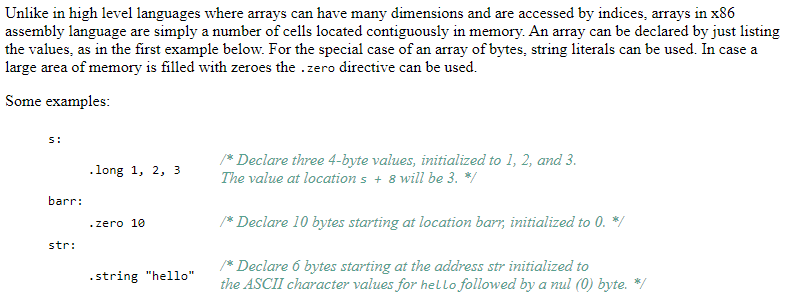 Unlike in high level languages where arrays can have many dimensions and are accessed by indices, arrays in x86
assembly language are simply a number of cells located contiguously in memory. An array can be declared by just listing
the values, as in the first example below. For the special case of an array of bytes, string literals can be used. In case a
large area of memory is filled with zeroes the .zero directive can be used.
Some examples:
s:
.long 1, 2, 3
/* Declare three 4-byte values, initialized to 1, 2, and 3.
The value at location s + 8 will be 3. */
barr:
.zero 10
/* Declare 10 bytes starting at location barr, initialized to 0. */
str:
.string "hello"
/* Declare 6 bytes starting at the address str initialized to
the ASCII character values for hello followed by a nul (0) byte. */